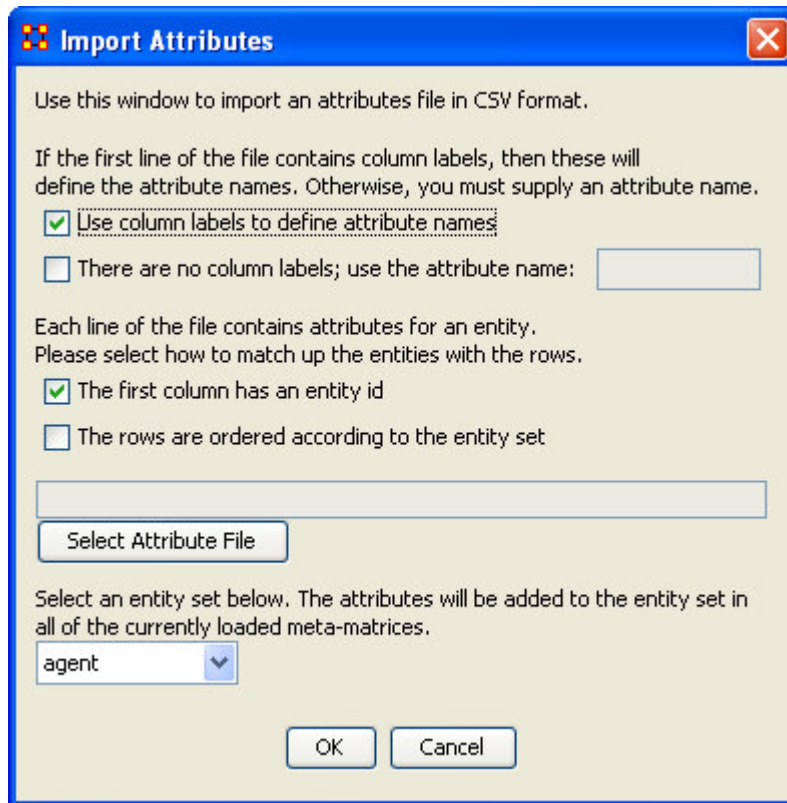 Import Attributes
Use this window to import an attributes file in CSV format.
If the first line of the file contains column labels, then these will
define the attribute names. Otherwise, you must supply an attribute name.
Use column labels to define attribute names
There are no column labels; use the attribute name:
Each line of the file contains attributes for an entity.
Please select how to match up the entities with the rows.
The first column has an entity id
The rows are ordered according to the entity set
Select Attribute File
Select an entity set below. The attributes will be added to the entity set in
all of the currently loaded meta-matrices.
agent
OK Cancel